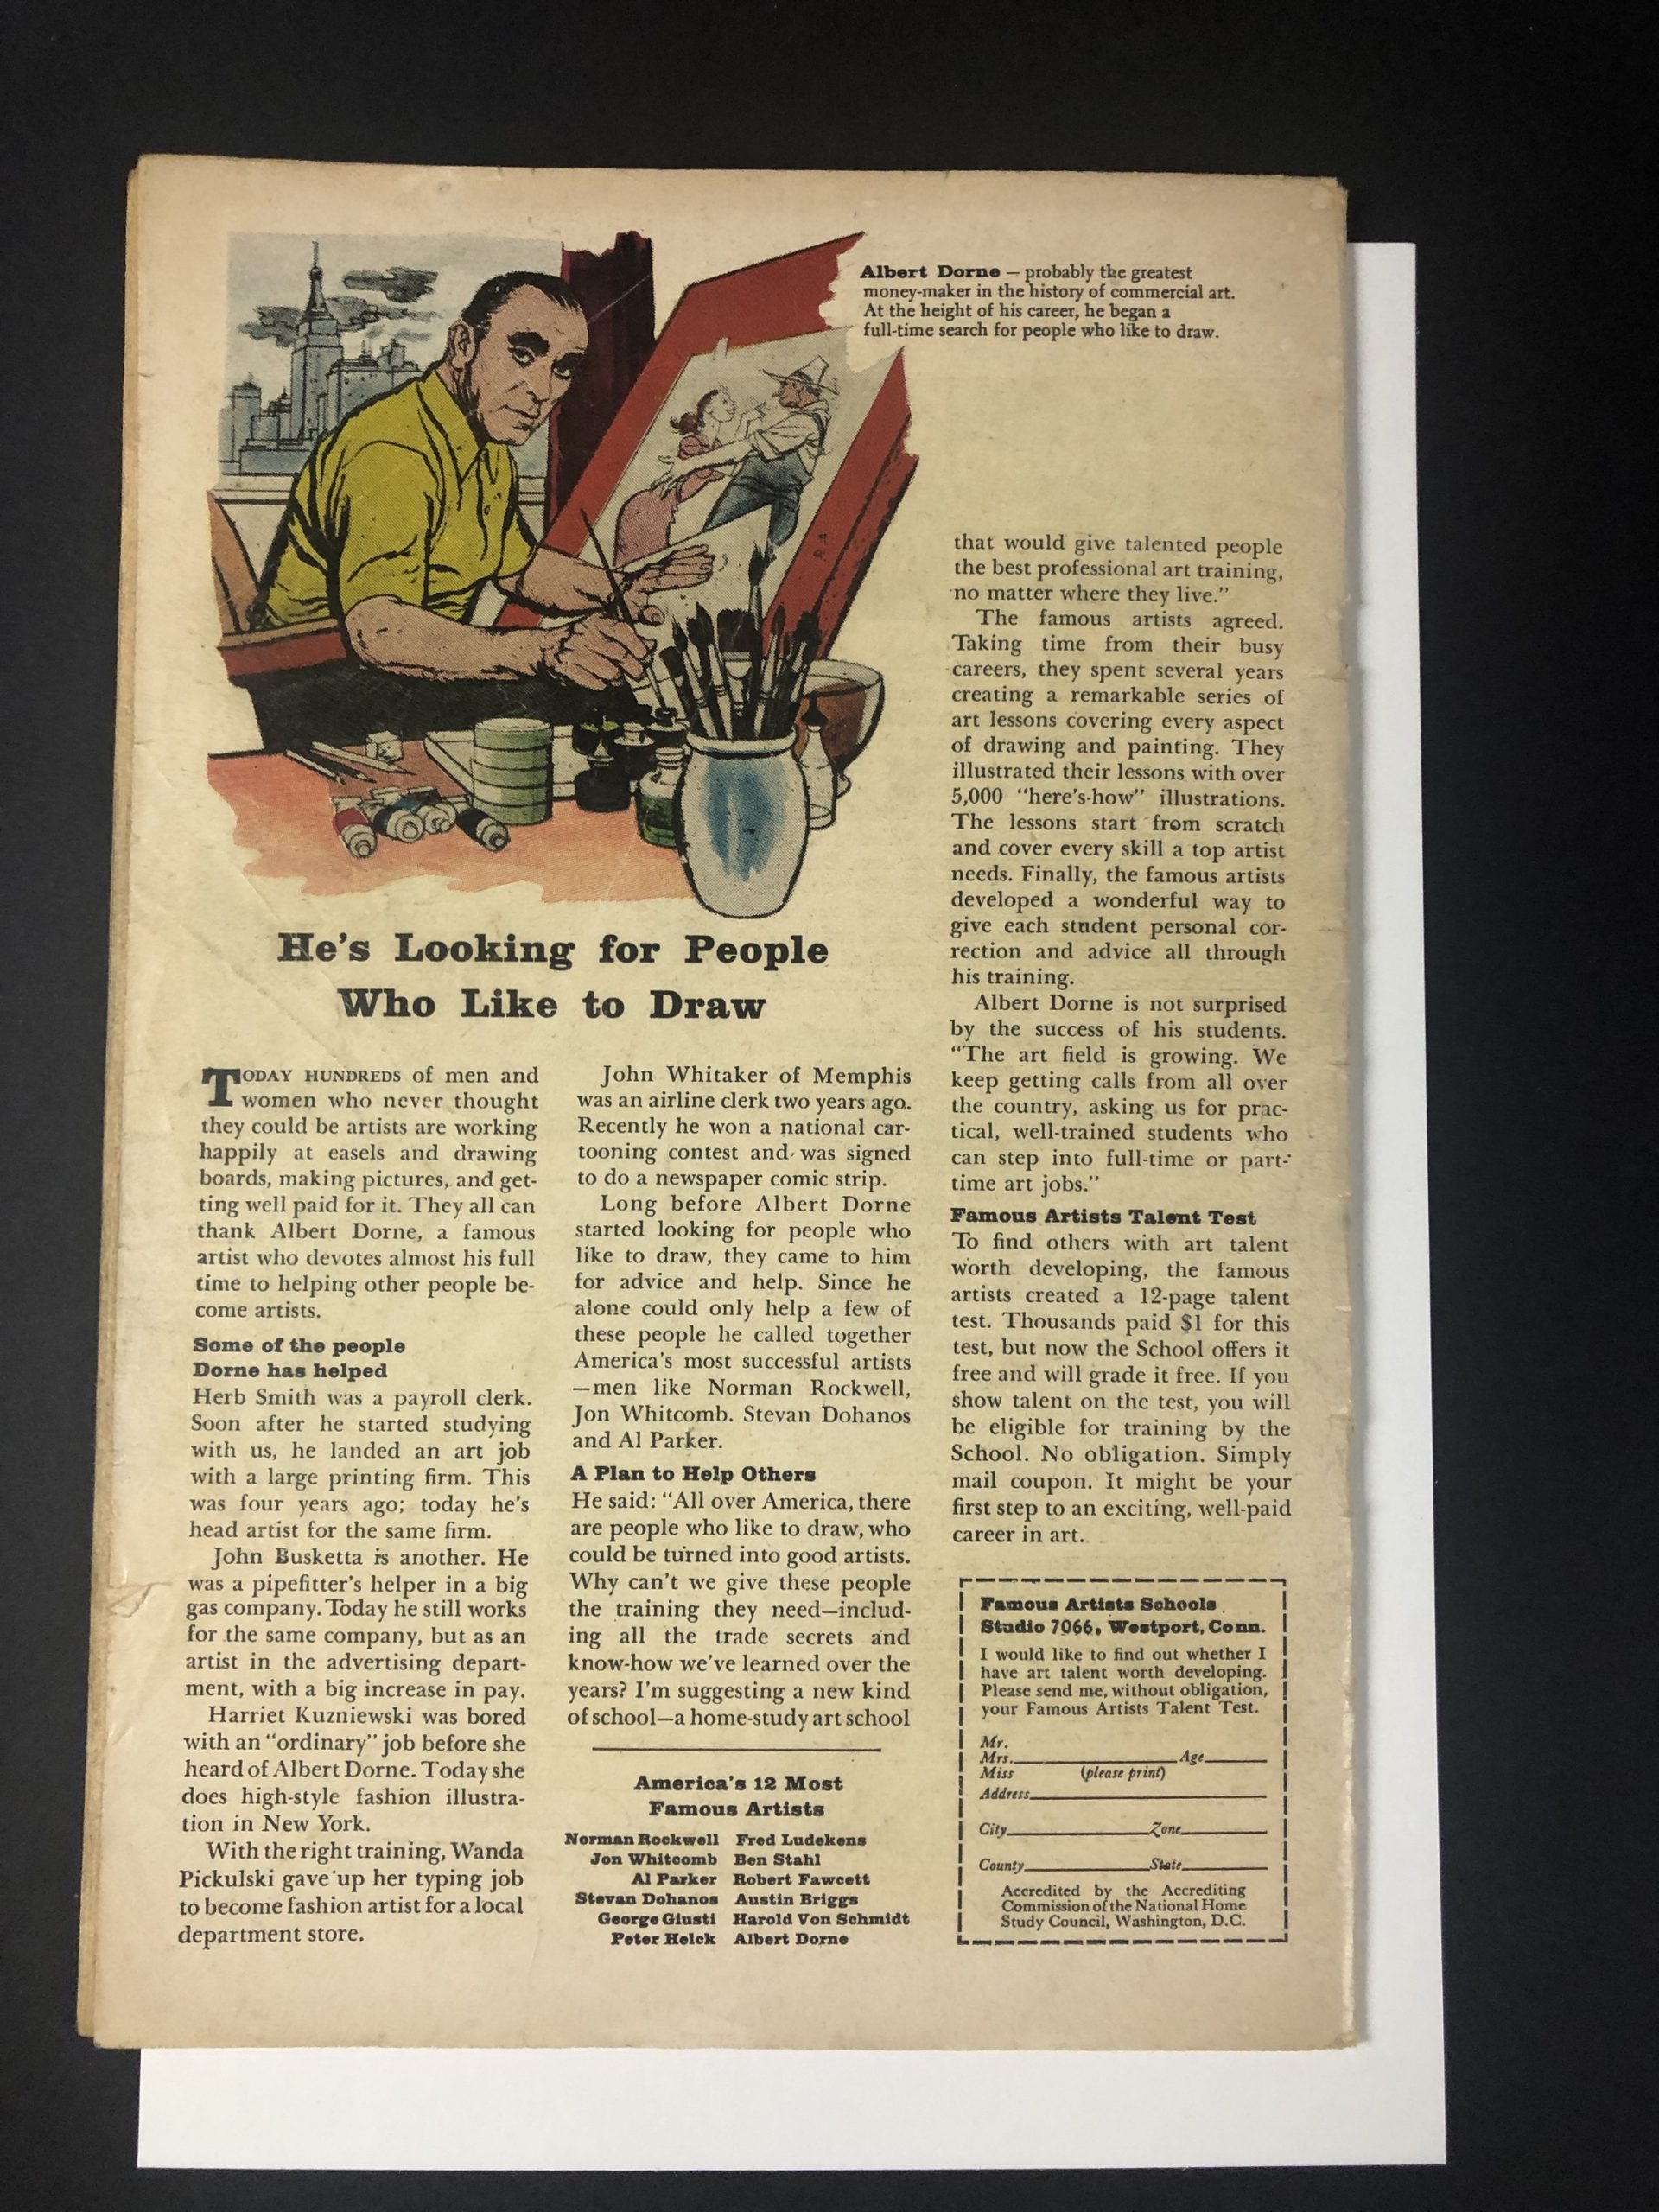 Albert Dorne — probably the greatest
money-maker in the history of commercial art.
At the height of his career, he began a
full-time search for people who like to draw.
He's Looking for People
Who Like to Draw
TODAY HUNDREDS of men and
women who never thought
they could be artists are working
happily at easels and drawing
boards, making pictures, and get-
ting well paid for it. They all can
thank Albert Dorne, a famous
artist who devotes almost his full
time to helping other people be-
come artists.
Some of the people
Dorne has helped
Herb Smith was a payroll clerk.
Soon after he started studying
with us, he landed an art job
with a large printing firm. This
was four years ago; today he's
head artist for the same firm.
John Busketta is another. He
was a pipefitter's helper in a big
gas company. Today he still works
for the same company, but as an
artist in the advertising depart-
ment, with a big increase in pay.
Harriet Kuzniewski was bored
with an "ordinary" job before she
heard of Albert Dorne. Today she
does high-style fashion illustra-
tion in New York.
With the right training, Wanda
Pickulski gave up her typing job
to become fashion artist for a local
department store.
John Whitaker of Memphis
was an airline clerk two years ago.
Recently he won a national car-
tooning contest and was signed
to do a newspaper comic strip.
Long before Albert Dorne
started looking for people who
like to draw, they came to him
for advice and help. Since he
alone could only help a few of
these people he called together
America's most successful artists
—men like Norman Rockwell,
Jon Whitcomb. Stevan Dohanos
and Al Parker.
A Plan to Help Others
He said: "All over America, there
are people who like to draw, who
could be turned into good artists.
Why can't we give these people
the training they need—includ-
ing all the trade secrets and
know-how we've learned over the
years? I'm suggesting a new kind
of school—a home-study art school
America's 12 Most
Famous Artists
Norman Rockwell Fred Ludekens
Jon Whitcomb Ben Stahl
Al Parker Robert Fawcett
Stevan Dohanos Austin Briggs
George Giusti Harold Von Schmidt
Peter Helck Albert Dorne
that would give talented people
the best professional art training,
no matter where they live."
The famous artists agreed.
Taking time from their busy
careers, they spent several years
creating a remarkable series of
art lessons covering every aspect
of drawing and painting. They
illustrated their lessons with over
5,000 "here's-how" illustrations.
The lessons start from scratch
and cover every skill a top artist
needs. Finally, the famous artists
developed a wonderful way to
give each student personal cor-
rection and advice all through
his training.
Albert Dorne is not surprised
by the success of his students.
"The art field is growing. We
keep getting calls from all over
the country, asking us for prac-
tical, well-trained students who
can step into full-time or part-
time art jobs."
Famous Artists Talent Test
To find others with art talent
worth developing, the famous
artists created a 12-page talent
test. Thousands paid $1 for this
test, but now the School offers it
free and will grade it free. If you
show talent on the test, you will
be eligible for training by the
School. No obligation. Simply
mail coupon. It might be your
first step to an exciting, well-paid
career in art.
Famous Artists Schools
Studio 7066, Westport, Conn.
I would like to find out whether I
have art talent worth developing.
Please send me, without obligation,
your Famous Artists Talent Test.
Mr.
Mrs. Age
Miss (please print)
Address
City Zone
County State
Accredited by the Accrediting
Commission of the National Home
Study Council, Washington, D.C.